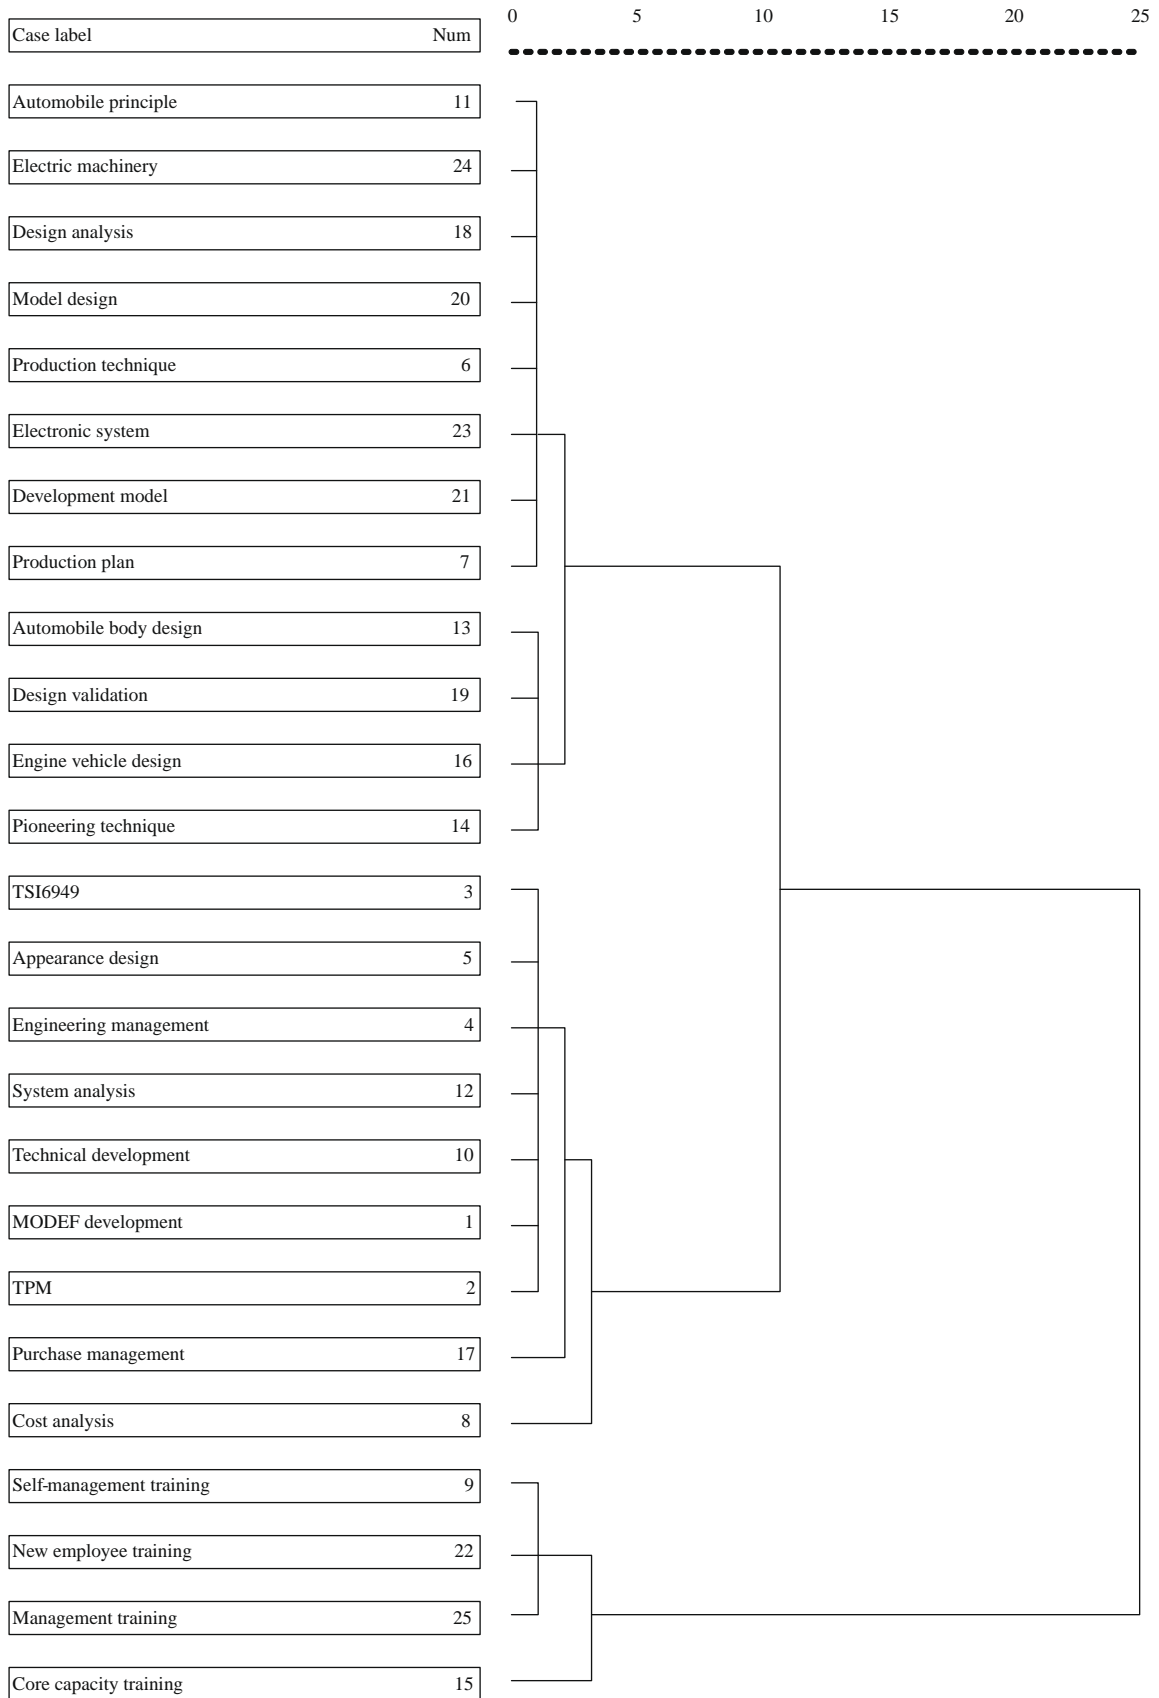 0 5 10 15 20 25
Case label Num
Automobile principle 11
Electric machinery 24
Design analysis 18
Model design 20
Production technique 6
Electronic system 23
Development model 21
Production plan 7
Automobile body design 13
Design validation 19
Engine vehicle design 16
Pioneering technique 14
TSI6949 3
Appearance design 5
Engineering management 4
System analysis 12
Technical development 10
MODEF development 1
TPM 2
Purchase management 17
Cost analysis 8
Self-management training 9
New employee training 22
Management training 25
Core capacity training 15